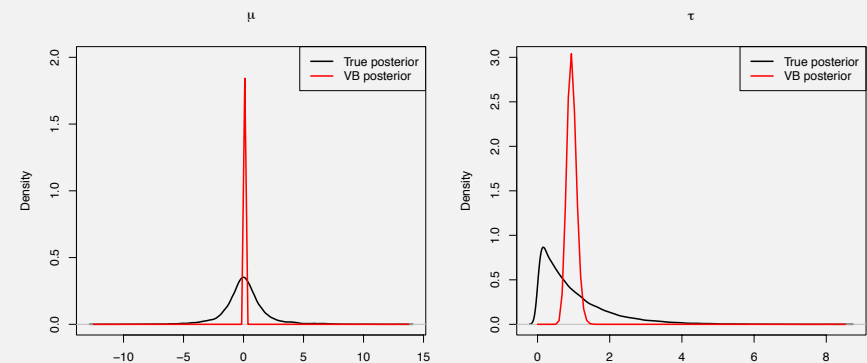 μ
True posterior
VB posterior
Density
0.0 0.5 1.0 1.5 2.0
−10 −5 0 5 10 15
τ
True posterior
VB posterior
Density
0.0 0.5 1.0 1.5 2.0 2.5 3.0
0 2 4 6 8